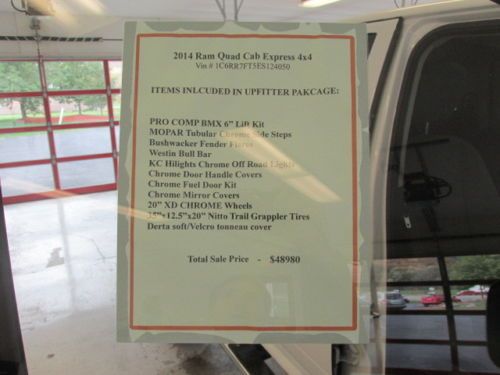 2014 Ram Quad Cab Express 4x4
Vin # 1C6RR7FT5ES124050
ITEMS INLCUDED IN UPFITTER PAKCAGE:
PRO COMP BMX 6” Lift Kit
MOPAR Tubular Chrome Side Steps
Bushwacker Fender Flares
Westin Bull Bar
KC Hilights Chrome Off Road Lights
Chrome Door Handle Covers
Chrome Fuel Door Kit
Chrome Mirror Covers
20” XD CHROME Wheels
35”x12.5”x20” Nitto Trail Grappler Tires
Derta soft/Velcro tonneau cover
Total Sale Price - $48980